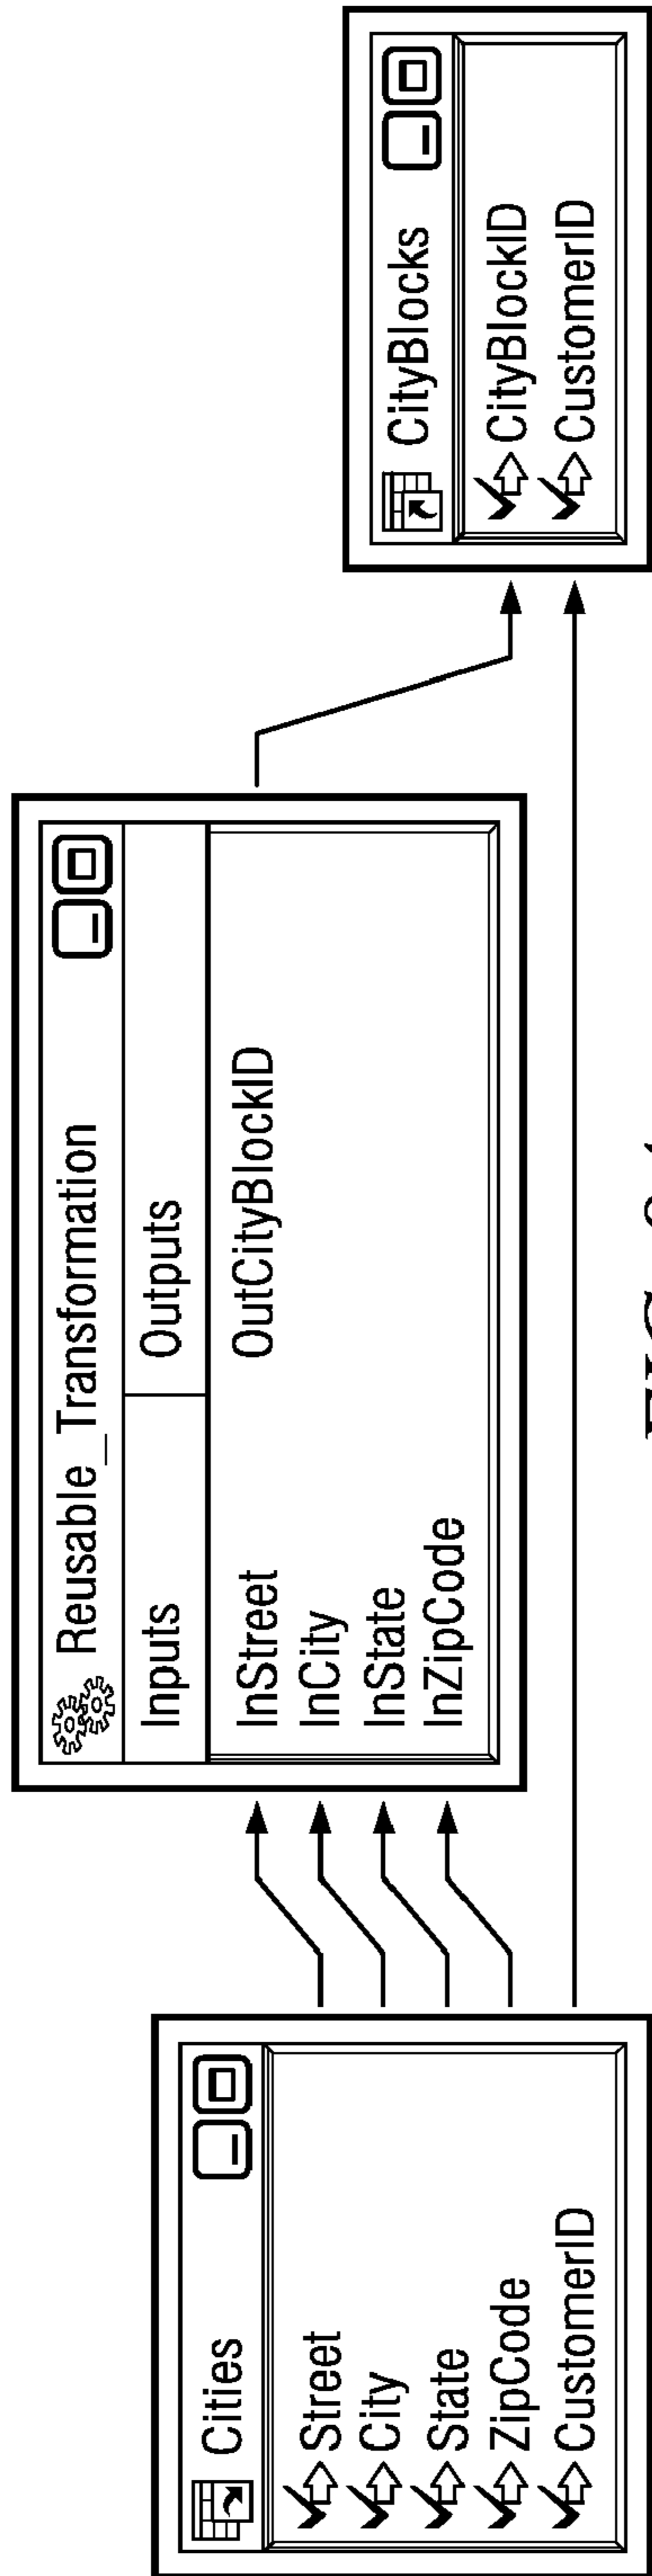 Cities
Street
City
State
ZipCode
CustomerID
Reusable_Transformation
Inputs
Outputs
InStreet
OutCityBlockID
InCity
InState
InZipCode
CityBlocks
CityBlockID
CustomerID